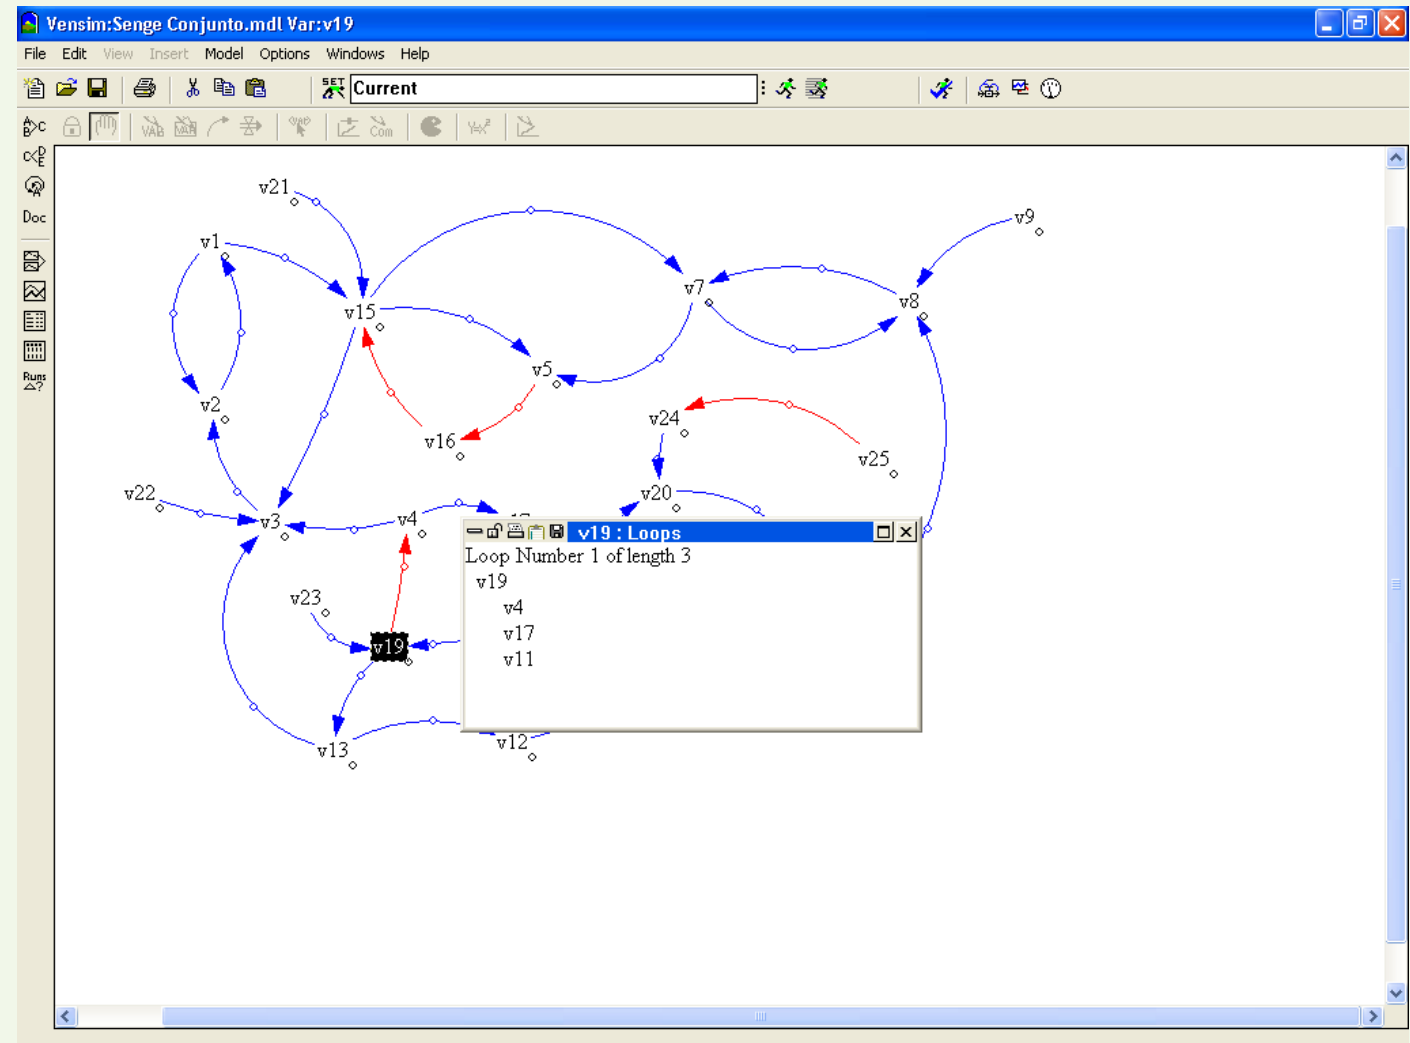 Vensim:Senge Conjunto.mdl Var:v19
File Edit View Insert Model Options Windows Help
SET Current
Com
Doc
Runs
v21
v9
v1
v7
v8
v15
v5
v2
v24
v16
v25
v22
v20
v4
v3
v19 : Loops
Loop Number 1 of length 3
v19
v4
v17
v11
v23
v19
v13
v12